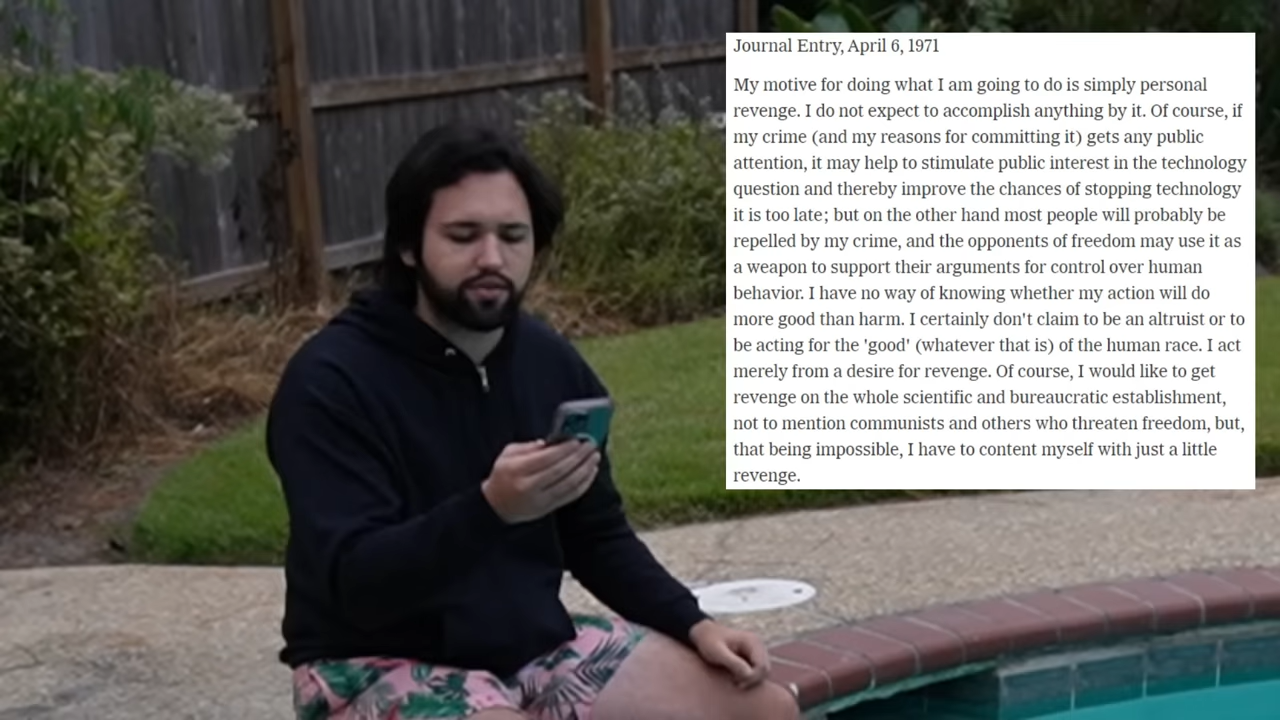 Journal Entry, April 6, 1971
My motive for doing what I am going to do is simply personal
revenge. I do not expect to accomplish anything by it. Of course, if
my crime (and my reasons for committing it) gets any public
attention, it may help to stimulate public interest in the technology
question and thereby improve the chances of stopping technology
it is too late; but on the other hand most people will probably be
repelled by my crime, and the opponents of freedom may use it as
a weapon to support their arguments for control over human
behavior. I have no way of knowing whether my action will do
more good than harm. I certainly don't claim to be an altruist or to
be acting for the 'good' (whatever that is) of the human race. I act
merely from a desire for revenge. Of course, I would like to get
revenge on the whole scientific and bureaucratic establishment,
not to mention communists and others who threaten freedom, but,
that being impossible, I have to content myself with just a little
revenge.